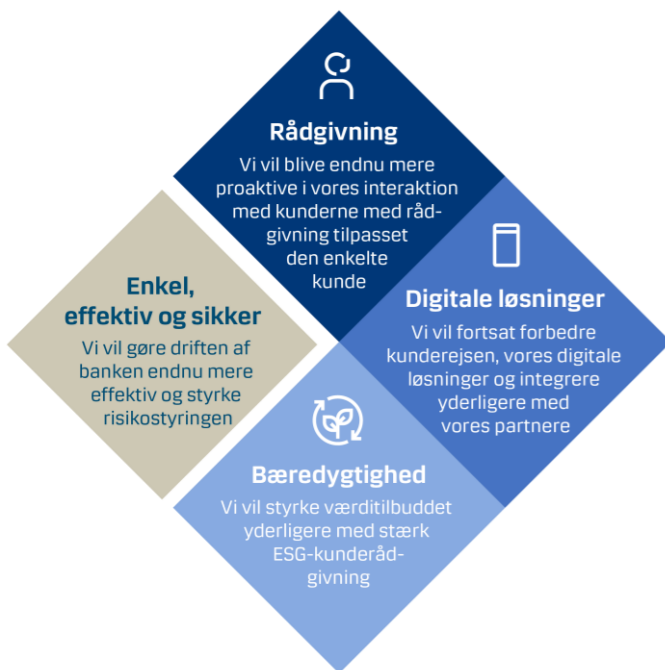 Rådgivning
Vi vil blive endnu mere
proaktive i vores interaktion
med kunderne med råd-
givning tilpasset
den enkelte
kunde
Enkel,
effektiv og sikker
Vi vil gøre driften af
banken endnu mere
effektiv og styrke
risikostyringen
Digitale løsninger
Vi vil fortsat forbedre
kunderejsen, vores digitale
løsninger og integrere
yderligere med
vores partnere
Bæredygtighed
Vi vil styrke værditilbuddet
yderligere med stærk
ESG-kunderåd-
givning